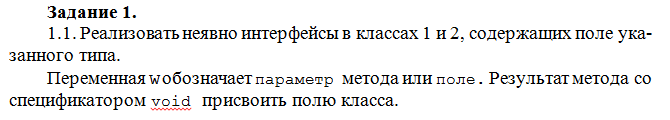 Задание 1.
1.1. Реализовать неявно интерфейсы в классах 1 и 2, содержащих поле ука-
занного типа.
Переменная w обозначает параметр метода или поле. Результат метода со
спецификатором void присвоить полю класса.